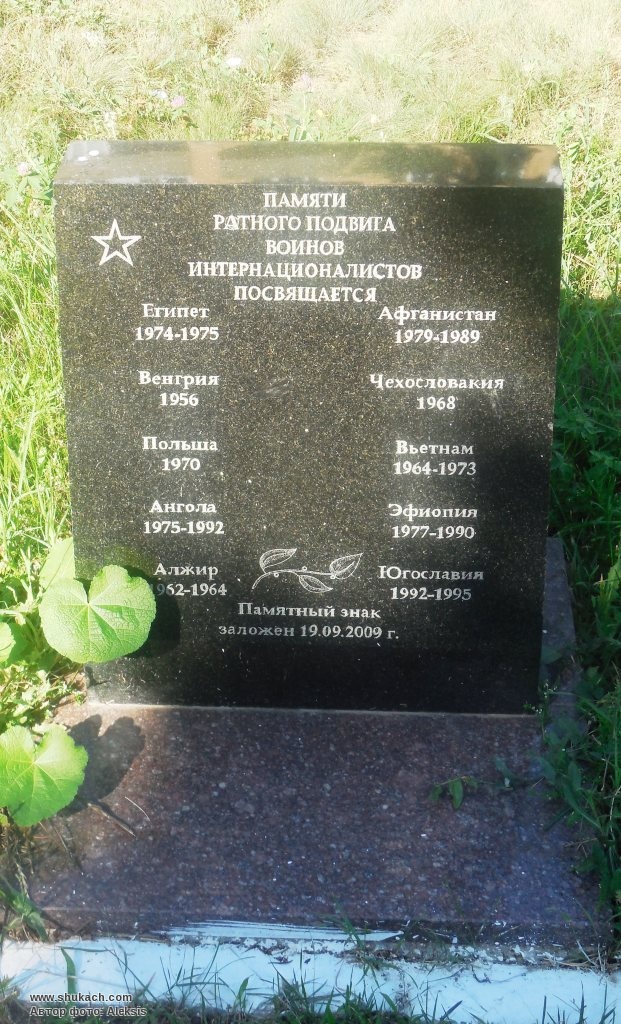 ПАМЯТИ
РАТНОГО ПОДВИГА
ВОИНОВ
ИНТЕРНАЦИОНАЛИСТОВ
ПОСВЯЩАЕТСЯ
Египет
1974-1975
Афганистан
1979-1989
Венгрия
1956
Чехословакия
1968
Польша
1970
Вьетнам
1964-1973
Ангола
1975-1992
Эфиопия
1977-1990
Алжир
1962-1964
Югославия
1992-1995
Памятный знак
заложен 19.09.2009 г.
www.shukach.com
Автор фото: Aleksis